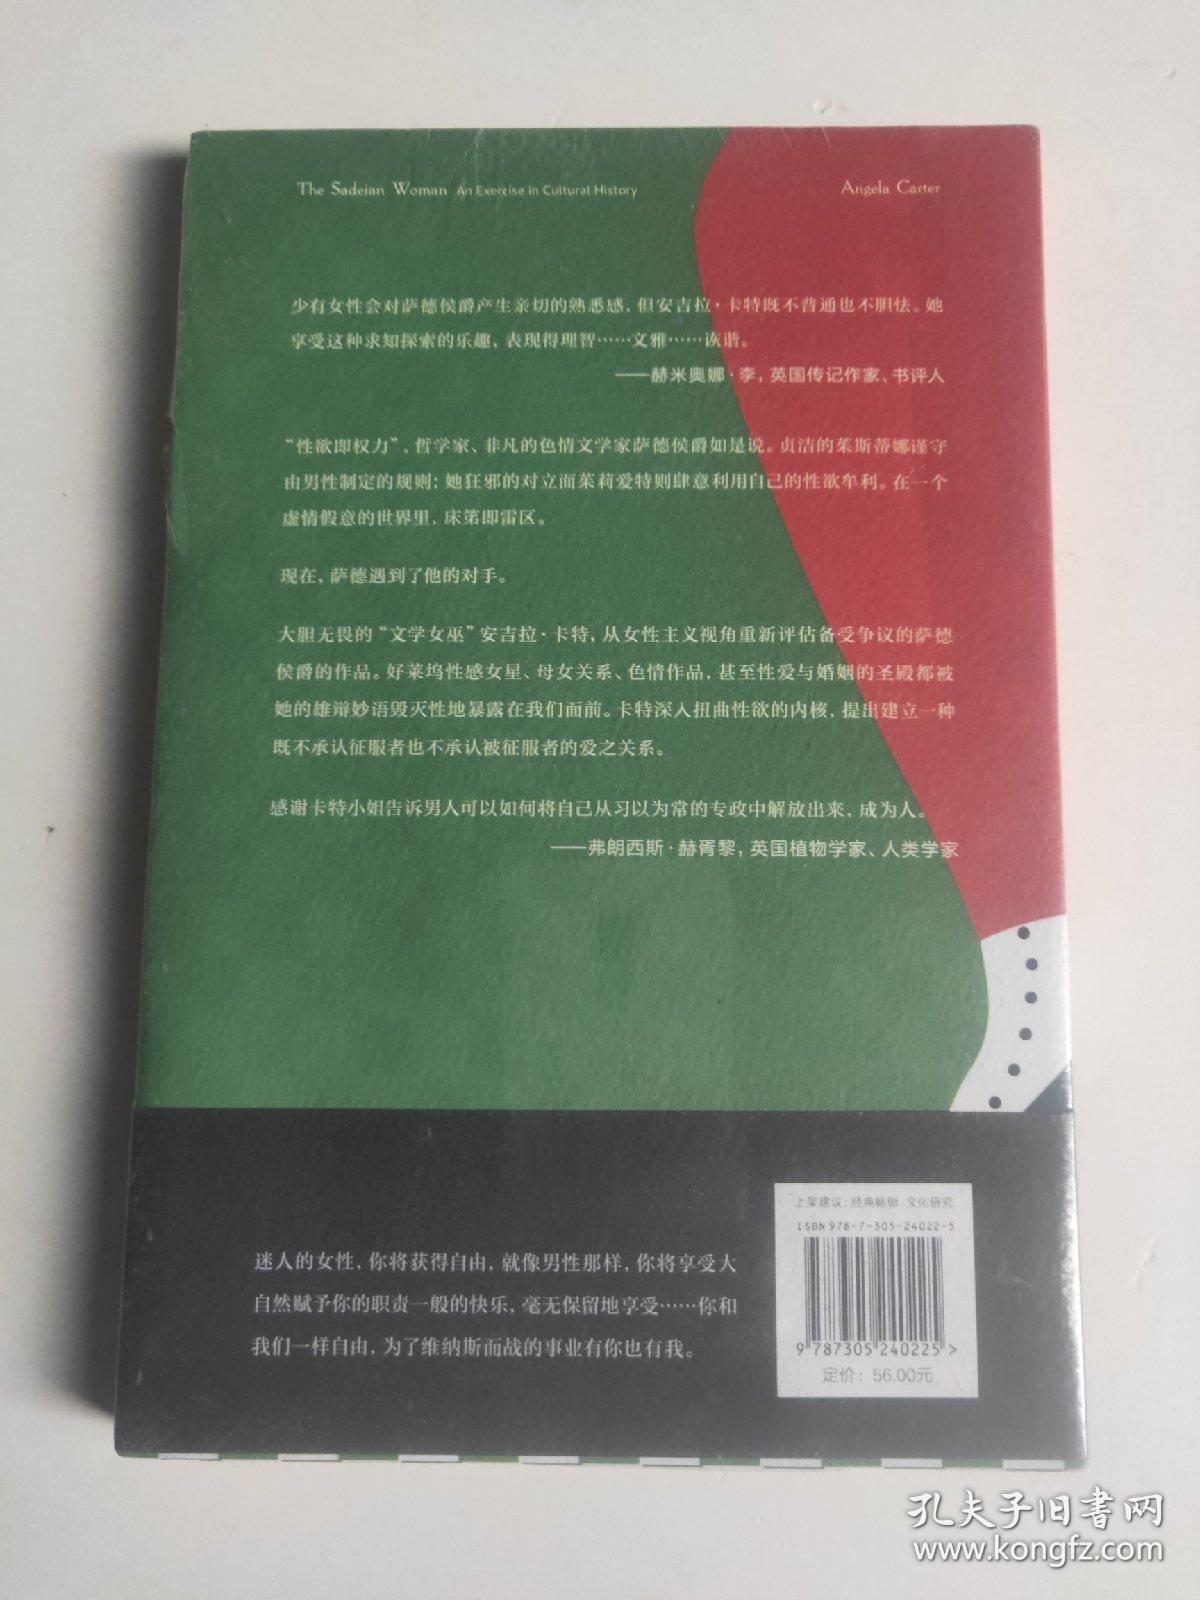 The Sadeian Woman An Exercise in Cultural History
Angela Carter
少有女性会对萨德侯爵产生亲切的熟悉感，但安吉拉·卡特既不普通也不胆怯。她
享受这种求知探索的乐趣，表现得理智……文雅……诙谐。
——赫米奥娜·李，英国传记作家、书评人
“性欲即权力”、哲学家、非凡的色情文学家萨德侯爵如是说。贞洁的茱斯蒂娜谨守
由男性制定的规则；她狂邪的对立面茱莉爱特则肆意利用自己的性欲牟利。在一个
虚情假意的世界里，床笫即雷区。
现在，萨德遇到了他的对手。
大胆无畏的“文学女巫”安吉拉·卡特，从女性主义视角重新评估备受争议的萨德
侯爵的作品。好莱坞性感女星、母女关系、色情作品，甚至性爱与婚姻的圣殿都被
她的雄辩妙语毁灭性地暴露在我们面前。卡特深入扭曲性欲的内核，提出建立一种
既不承认征服者也不承认被征服者的爱之关系。
感谢卡特小姐告诉男人可以如何将自己从习以为常的专政中解放出来，成为人。
——弗朗西斯·赫胥黎，英国植物学家、人类学家
迷人的女性，你将获得自由，就像男性那样，你将享受大
自然赋予你的职责一般的快乐，毫无保留地享受……你和
我们一样自由，为了维纳斯而战的事业有你也有我。
上架建议：经典畅销 文化研究
ISBN 978-7-305-24022-5
9 787305 240225 >
定价：56.00元
孔夫子旧书网
www.kongfz.com